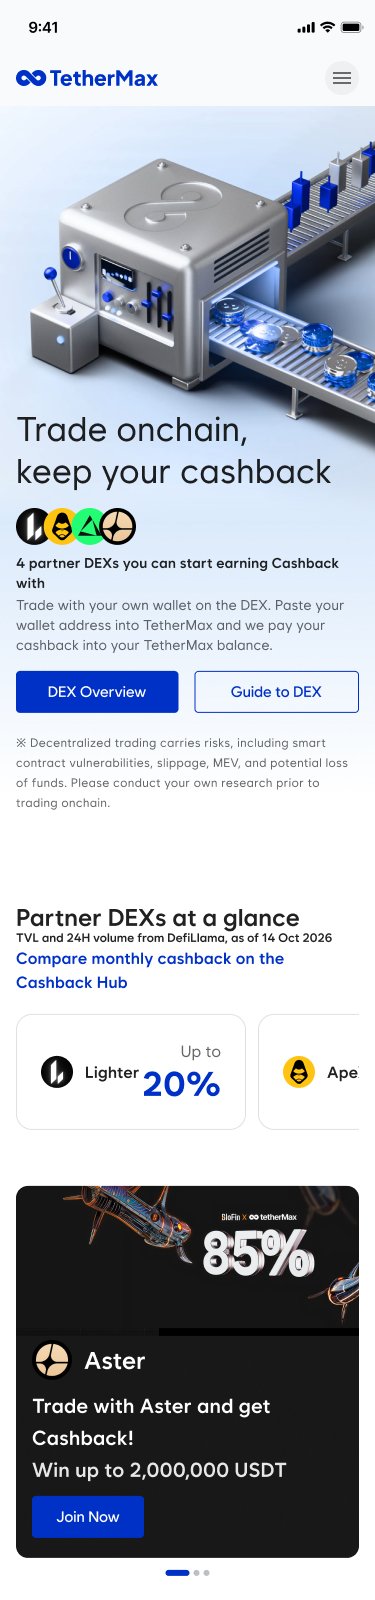 9:41
TetherMax
Trade onchain,
keep your cashback
4 partner DEXs you can start earning Cashback
with
Trade with your own wallet on the DEX. Paste your
wallet address into TetherMax and we pay your
cashback into your TetherMax balance.
DEX Overview
Guide to DEX
※ Decentralized trading carries risks, including smart
contract vulnerabilities, slippage, MEV, and potential loss
of funds. Please conduct your own research prior to
trading onchain.
Partner DEXs at a glance
TVL and 24H volume from DefiLlama, as of 14 Oct 2026
Compare monthly cashback on the
Cashback Hub
Lighter
Up to
20%
Ape
BloFin X tetherMax
85%
Aster
Trade with Aster and get
Cashback!
Win up to 2,000,000 USDT
Join Now